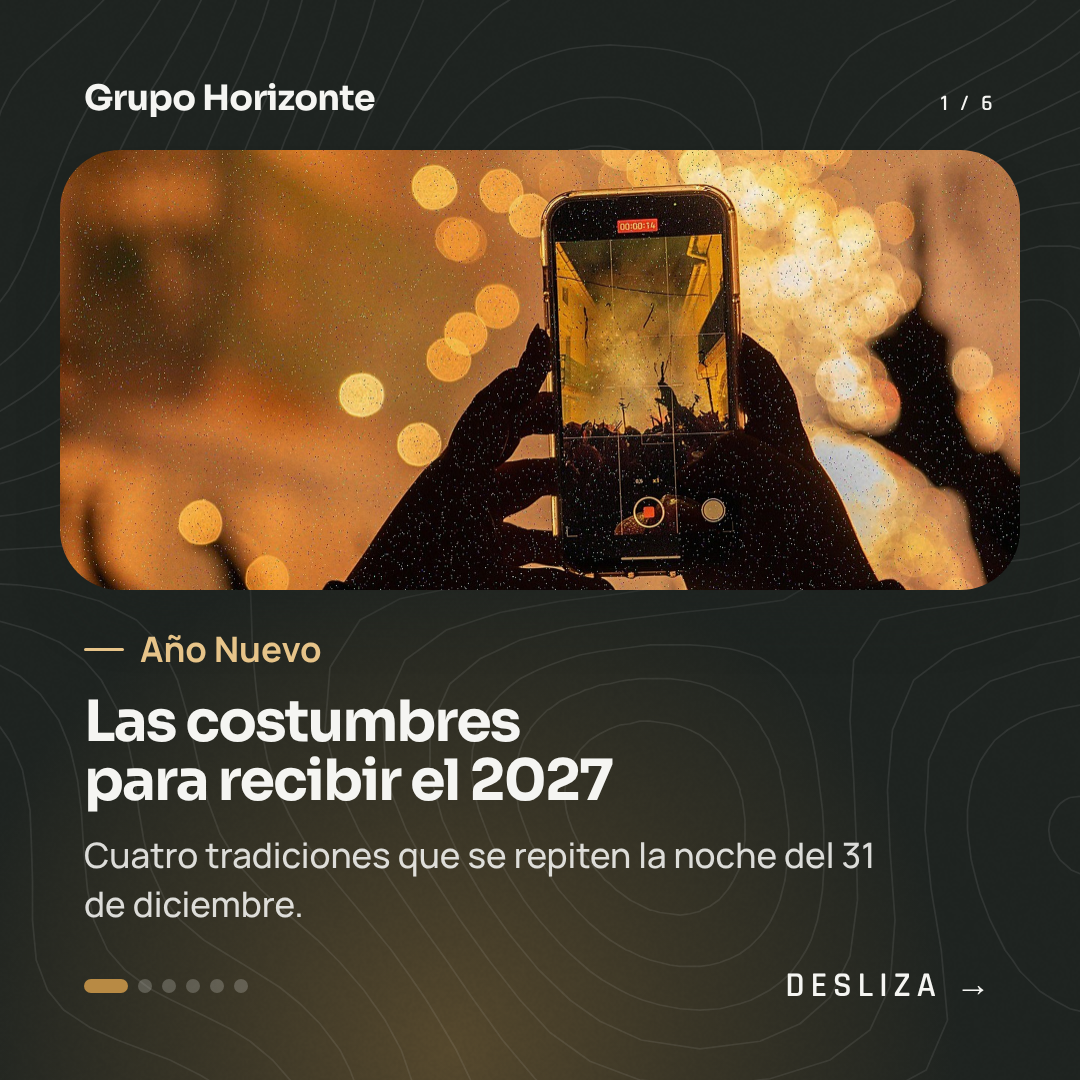 Grupo Horizonte
1 / 6
00:00:14
Año Nuevo
Las costumbres
para recibir el 2027
Cuatro tradiciones que se repiten la noche del 31
de diciembre.
DESLIZA →